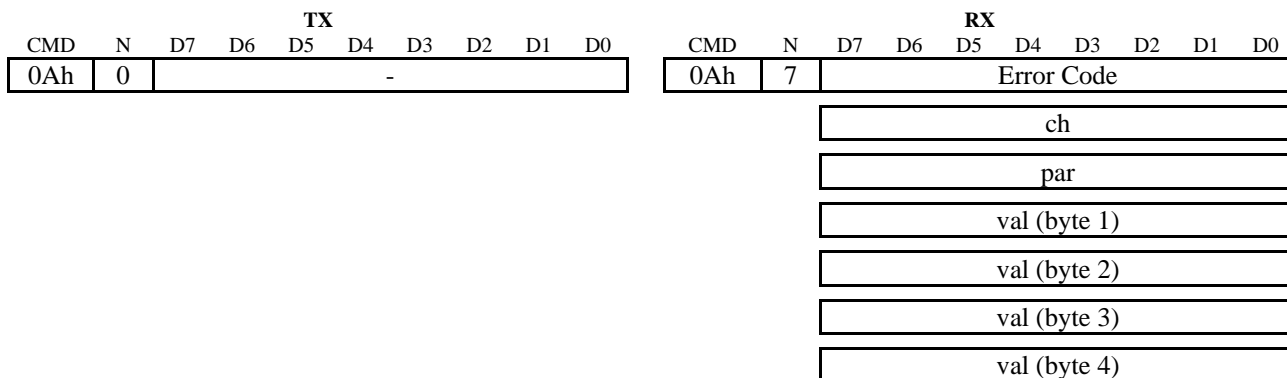 TX RX
CMD N D7 D6 D5 D4 D3 D2 D1 D0 CMD N D7 D6 D5 D4 D3 D2 D1 D0
0Ah 0 - 0Ah 7 Error Code
ch
par
val (byte 1)
val (byte 2)
val (byte 3)
val (byte 4)